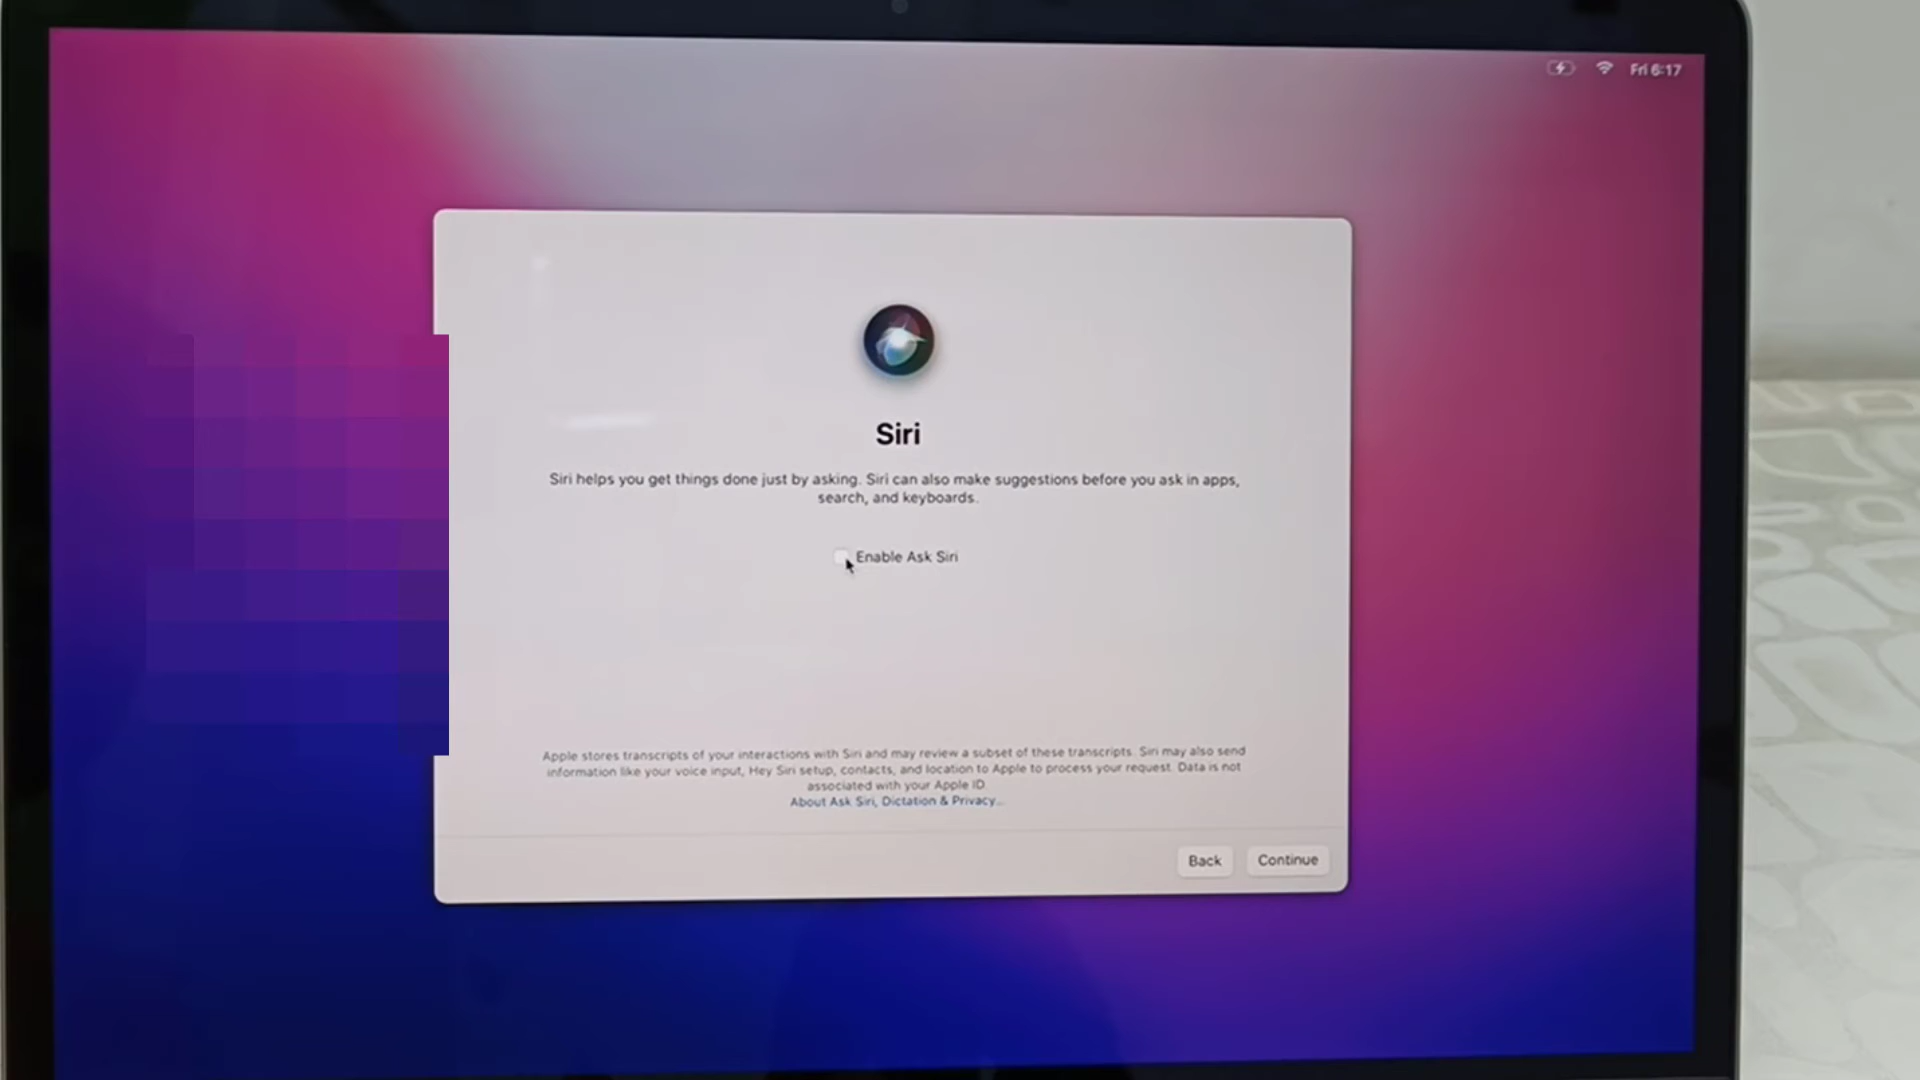 Fri 6:17
Siri
Siri helps you get things done just by asking. Siri can also make suggestions before you ask in apps,
search, and keyboards.
Enable Ask Siri
Apple stores transcripts of your interactions with Siri and may review a subset of these transcripts. Siri may also send
information like your voice input, Hey Siri setup, contacts, and location to Apple to process your request. Data is not
associated with your Apple ID
About Ask Siri, Dictation & Privacy...
Back
Continue